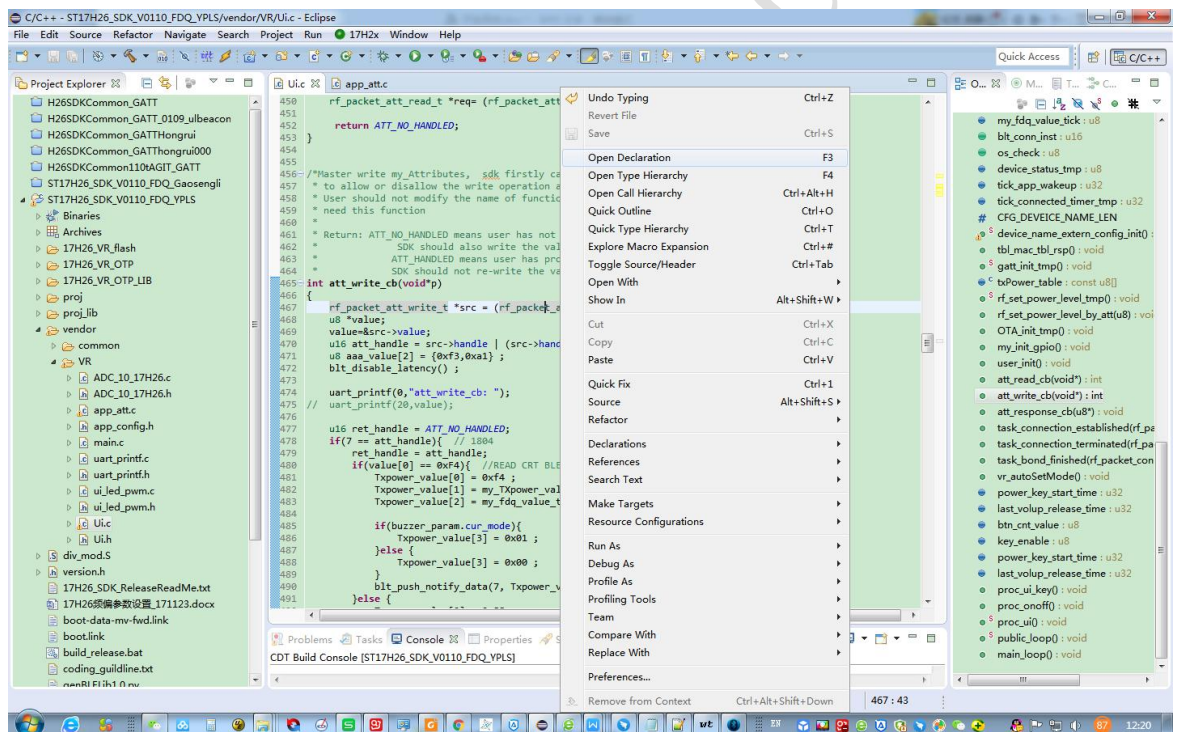 C/C++ - ST17H26_SDK_V0110_FDQ_YPLS/vendor/VR/Ui.c - Eclipse
File Edit Source Refactor Navigate Search Project Run 17H2x Window Help
Quick Access C/C++
Project Explorer
H26SDKCommon_GATT
H26SDKCommon_GATT_0109_ulbeacon
H26SDKCommon_GATTHongrui
H26SDKCommon_GATThongrui000
H26SDKCommon110tAGIT_GATT
ST17H26_SDK_V0110_FDQ_Gaosengli
ST17H26_SDK_V0110_FDQ_YPLS
Binaries
Archives
17H26_VR_flash
17H26_VR_OTP
17H26_VR_OTP_LIB
proj
proj_lib
vendor
common
VR
ADC_10_17H26.c
ADC_10_17H26.h
app_att.c
app_config.h
main.c
uart_printf.c
uart_printf.h
ui_led_pwm.c
ui_led_pwm.h
Ui.c
Ui.h
div_mod.S
version.h
17H26_SDK_ReleaseReadMe.txt
17H26频偏参数设置_171123.docx
boot-data-mv-fwd.link
boot.link
build_release.bat
coding_guildline.txt
genBLELib1.0.py
Ui.c app_att.c
450 rf_packet_att_read_t *req= (rf_packet_att
451
452 return ATT_NO_HANDLED;
453 }
454
455
456 /*Master write my_Attributes, sdk firstly ca
457 * to allow or disallow the write operation a
458 * User should not modify the name of functio
459 * need this function
460 *
461 * Return: ATT_NO_HANDLED means user has not
462 * SDK should also write the val
463 * ATT_HANDLED means user has pro
464 * SDK should not re-write the va
465 int att_write_cb(void*p)
466 {
467 rf_packet_att_write_t *src = (rf_packet_a
468 u8 *value;
469 value=&src->value;
470 u16 att_handle = src->handle | (src->hand
471 u8 aaa_value[2] = {0xf3,0xa1} ;
472 blt_disable_latency() ;
473
474 uart_printf(0,"att_write_cb: ");
475 // uart_printf(20,value);
476
477 u16 ret_handle = ATT_NO_HANDLED;
478 if(7 == att_handle){ // 1804
479 ret_handle = att_handle;
480 if(value[0] == 0xF4){ //READ CRT BLE
481 Txpower_value[0] = 0xf4 ;
482 Txpower_value[1] = my_TXpower_val
483 Txpower_value[2] = my_fdq_value_t
484
485 if(buzzer_param.cur_mode){
486 Txpower_value[3] = 0x01 ;
487 }else {
488 Txpower_value[3] = 0x00 ;
489 }
490 blt_push_notify_data(7, Txpower_v
491 }else {
Undo Typing Ctrl+Z
Revert File
Save Ctrl+S
Open Declaration F3
Open Type Hierarchy F4
Open Call Hierarchy Ctrl+Alt+H
Quick Outline Ctrl+O
Quick Type Hierarchy Ctrl+T
Explore Macro Expansion Ctrl+#
Toggle Source/Header Ctrl+Tab
Open With
Show In Alt+Shift+W
Cut Ctrl+X
Copy Ctrl+C
Paste Ctrl+V
Quick Fix Ctrl+1
Source Alt+Shift+S
Refactor
Declarations
References
Search Text
Make Targets
Resource Configurations
Run As
Debug As
Profile As
Profiling Tools
Team
Compare With
Replace With
Preferences...
Remove from Context Ctrl+Alt+Shift+Down
O... M... T... C...
my_fdq_value_tick : u8
blt_conn_inst : u16
os_check : u8
device_status_tmp : u8
tick_app_wakeup : u32
tick_connected_timer_tmp : u32
# CFG_DEVEICE_NAME_LEN
S device_name_extern_config_init() :
tbl_mac_tbl_rsp() : void
S gatt_init_tmp() : void
c txPower_table : const u8[]
S rf_set_power_level_tmp() : void
rf_set_power_level_by_att(u8) : voi
OTA_init_tmp() : void
my_init_gpio() : void
user_init() : void
att_read_cb(void*) : int
att_write_cb(void*) : int
att_response_cb(u8*) : void
task_connection_established(rf_pa
task_connection_terminated(rf_pa
task_bond_finished(rf_packet_con
vr_autoSetMode() : void
power_key_start_time : u32
last_volup_release_time : u32
btn_cnt_value : u8
key_enable : u8
power_key_start_time : u32
last_volup_release_time : u32
proc_ui_key() : void
proc_onoff() : void
S proc_ui() : void
S public_loop() : void
main_loop() : void
Problems Tasks Console Properties S
CDT Build Console [ST17H26_SDK_V0110_FDQ_YPLS]
467 : 43
EN 87 12:20